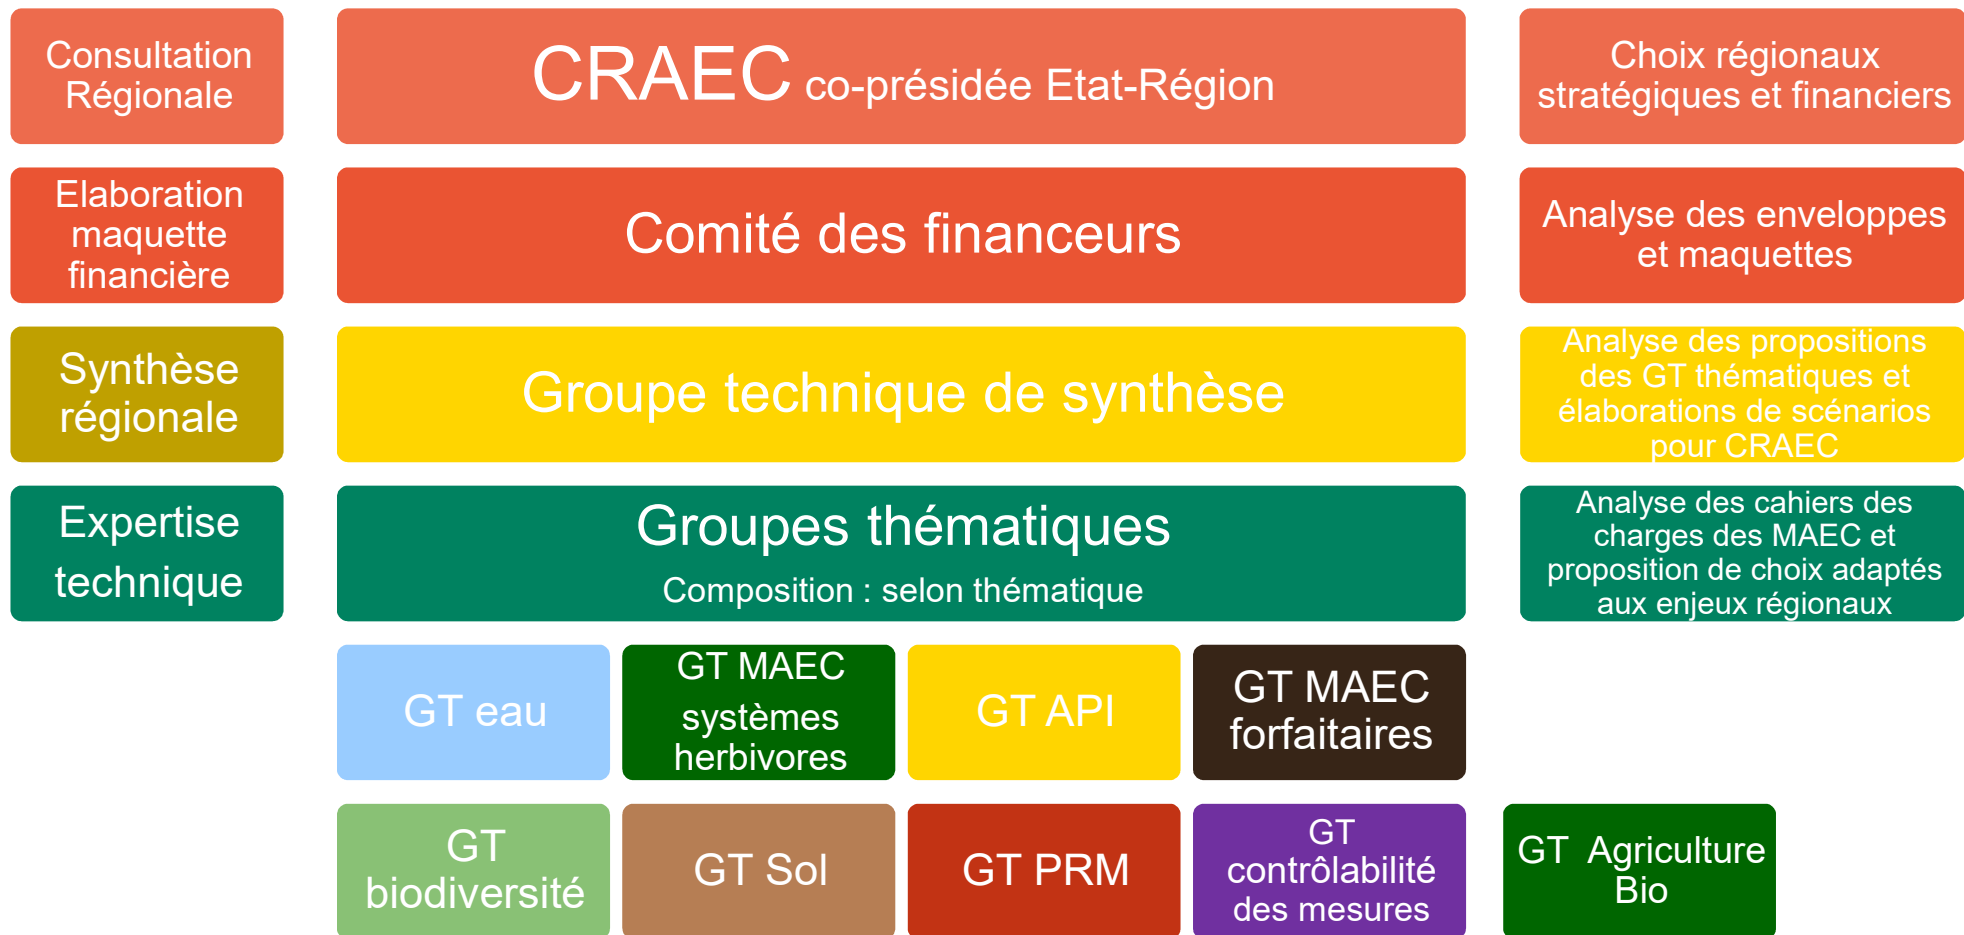 Consultation
Régionale
CRAEC co-présidée Etat-Région
Choix régionaux
stratégiques et financiers
Elaboration
maquette
financière
Comité des financeurs
Analyse des enveloppes
et maquettes
Synthèse
régionale
Groupe technique de synthèse
Analyse des propositions
des GT thématiques et
élaborations de scénarios
pour CRAEC
Expertise
technique
Groupes thématiques
Composition : selon thématique
Analyse des cahiers des
charges des MAEC et
proposition de choix adaptés
aux enjeux régionaux
GT eau
GT MAEC
systèmes
herbivores
GT API
GT MAEC
forfaitaires
GT
biodiversité
GT Sol
GT PRM
GT
contrôlabilité
des mesures
GT Agriculture
Bio